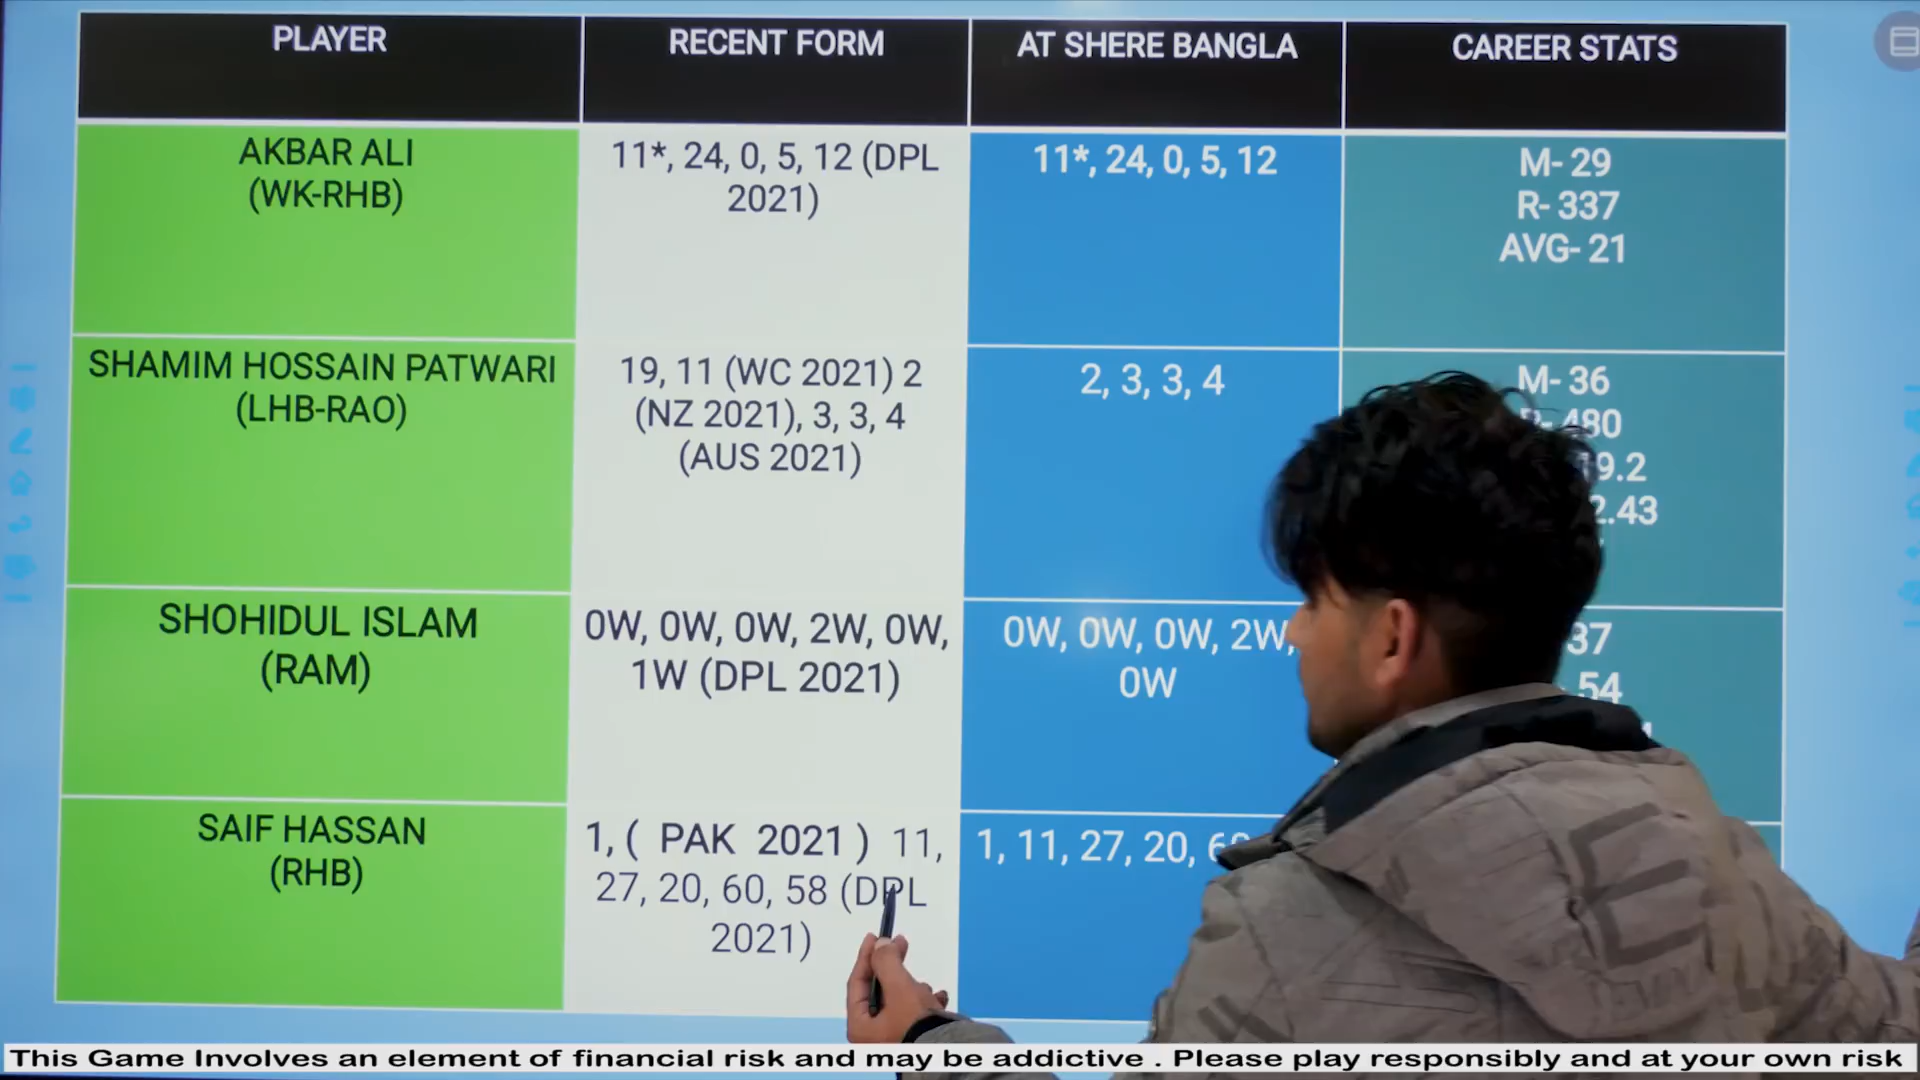 PLAYER
RECENT FORM
AT SHERE BANGLA
CAREER STATS
AKBAR ALI
(WK-RHB)
11*, 24, 0, 5, 12 (DPL
2021)
11*, 24, 0, 5, 12
M- 29
R- 337
AVG- 21
SHAMIM HOSSAIN PATWARI
(LHB-RAO)
19, 11 (WC 2021) 2
(NZ 2021), 3, 3, 4
(AUS 2021)
2, 3, 3, 4
M- 36
480
9.2
2.43
SHOHIDUL ISLAM
(RAM)
0W, 0W, 0W, 2W, 0W,
1W (DPL 2021)
0W, 0W, 0W, 2W,
0W
37
54
SAIF HASSAN
(RHB)
1, ( PAK 2021 ) 11,
27, 20, 60, 58 (DPL
2021)
1, 11, 27, 20,
This Game Involves an element of financial risk and may be addictive . Please play responsibly and at your own risk